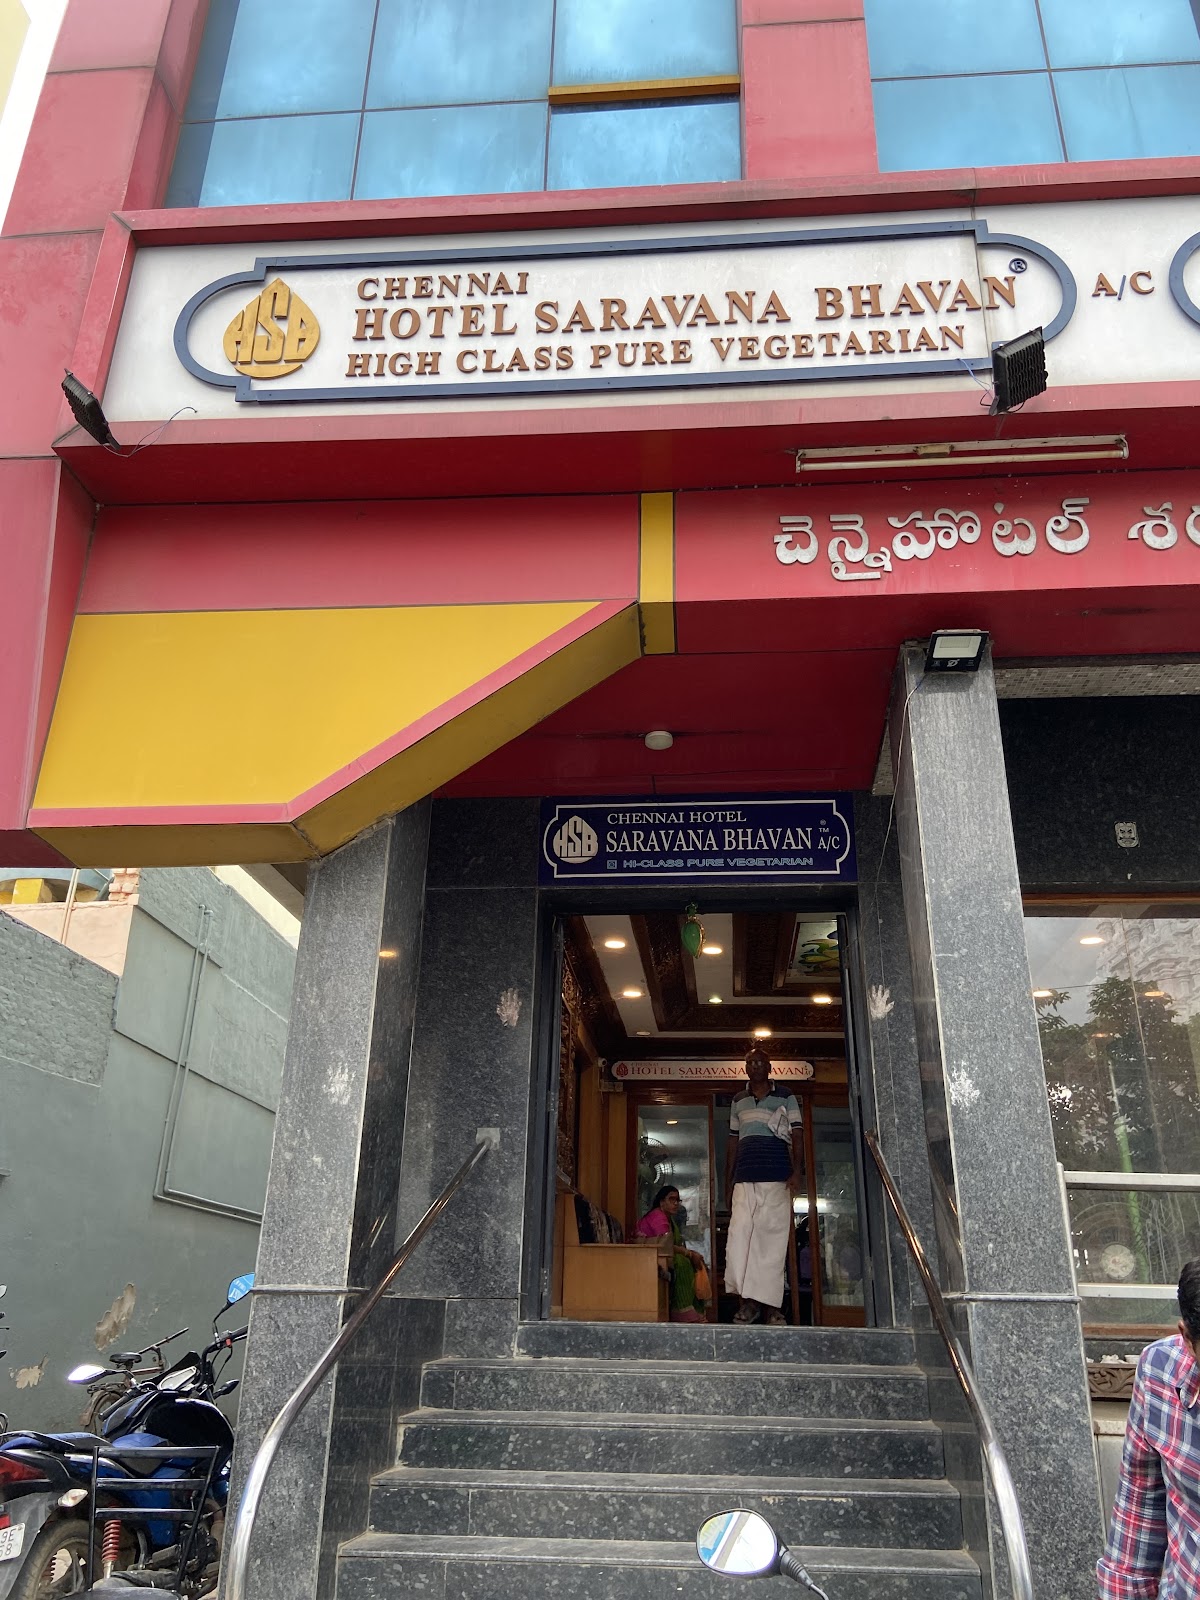 CHENNAI
HOTEL SARAVANA BHAVAN®
HIGH CLASS PURE VEGETARIAN
HSB
A/C
చెన్నైహొటల్
CHENNAI HOTEL
HSB SARAVANA BHAVAN ®™ A/C
HI-CLASS PURE VEGETARIAN
HOTEL SARAVANA BHAVAN